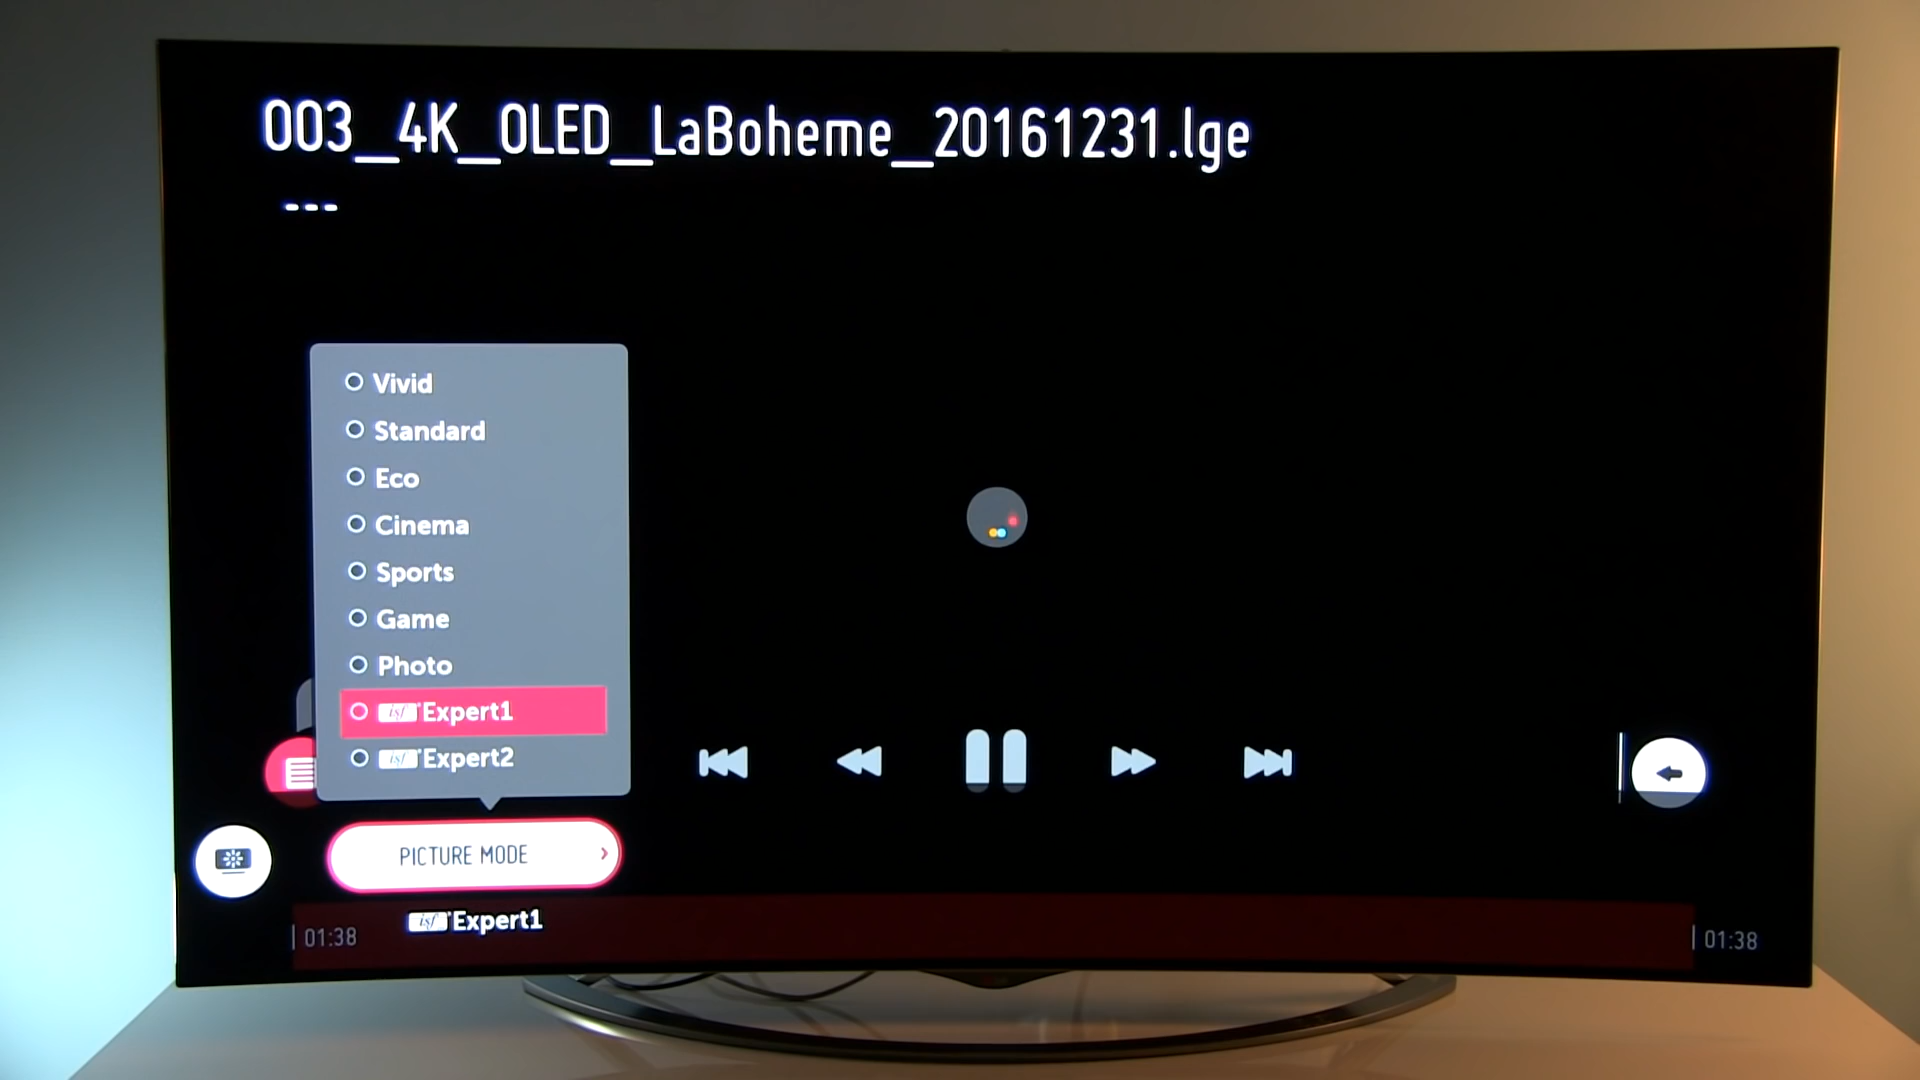 003_4K_OLED_LaBoheme_20161231.lge
---
Vivid
Standard
Eco
Cinema
Sports
Game
Photo
isf Expert1
isf Expert2
PICTURE MODE
isf Expert1
01:38
01:38